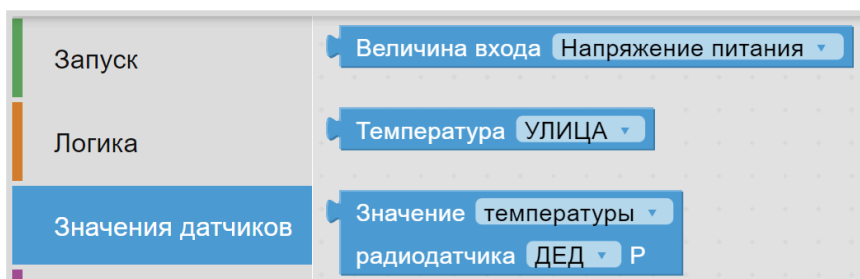 Запуск
Логика
Значения датчиков
Величина входа Напряжение питания
Температура УЛИЦА
Значение температуры
радиодатчика ДЕД Р